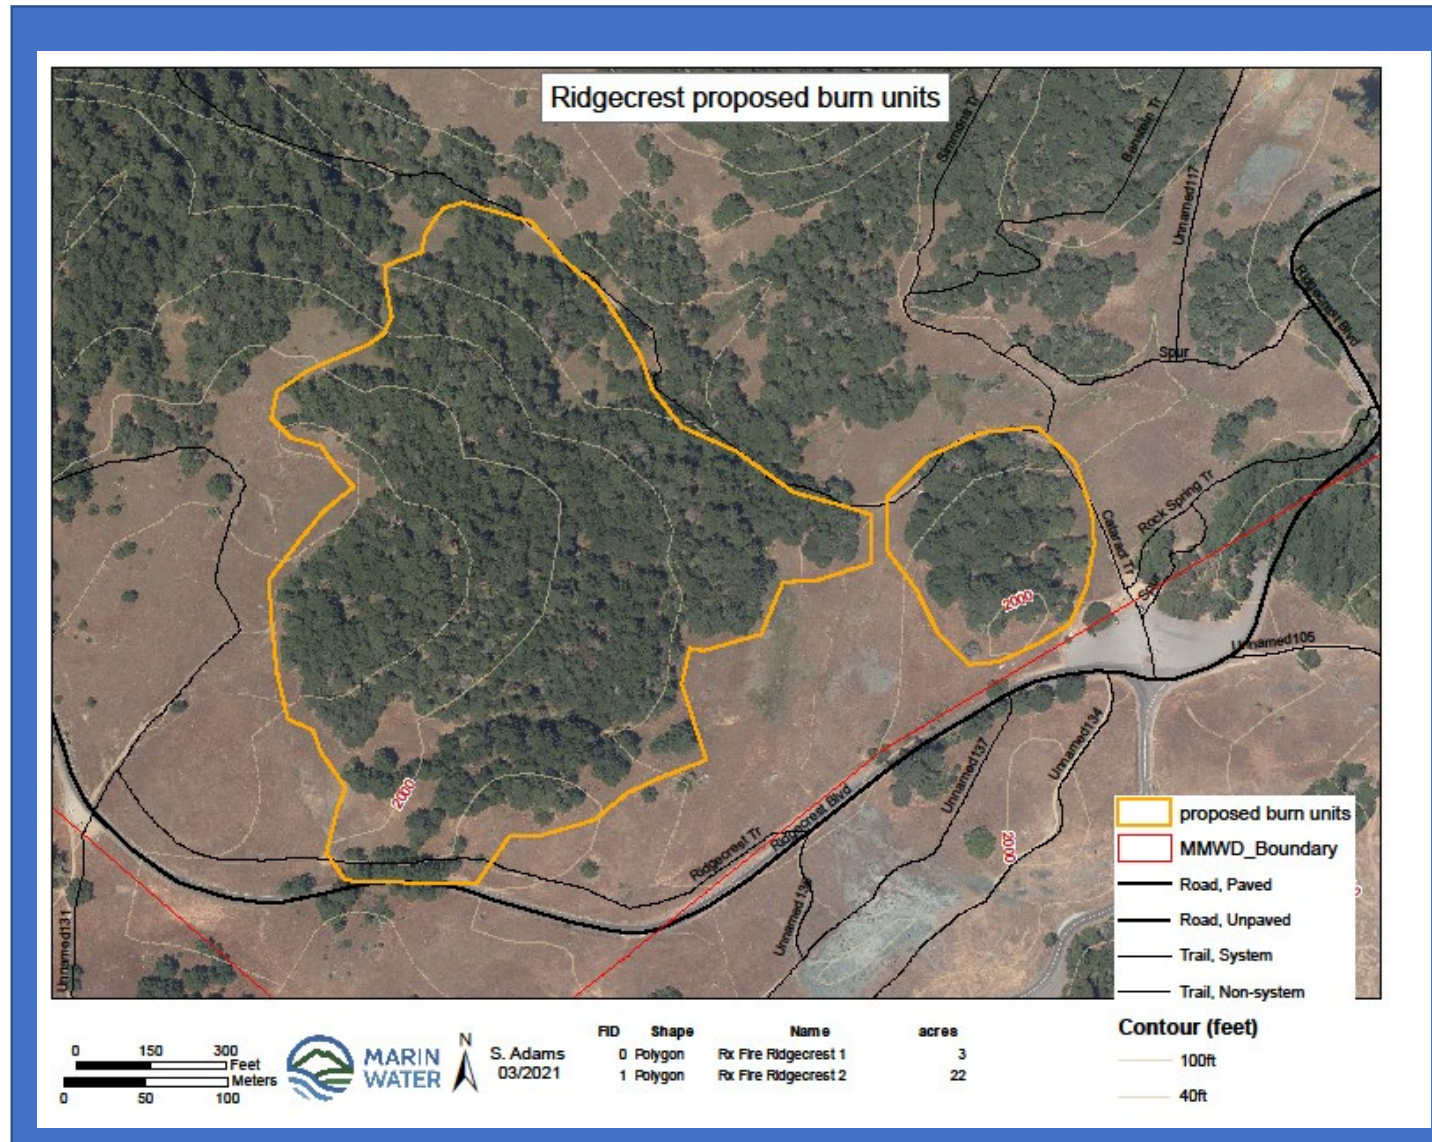 Ridgecrest proposed burn units
Simmons Tr
Benstein Tr
Unnamed117
Ridgecrest Blvd
Spur
Rock Spring Tr
Cataract Tr
Spur
2000
Unnamed105
Unnamed134
Unnamed137
2000
2000
Ridgecrest Tr
Ridgecrest Blvd
Unnamed131
proposed burn units
MMWD_Boundary
Road, Paved
Road, Unpaved
Trail, System
Trail, Non-system
Contour (feet)
100ft
40ft
0 150 300
Feet
Meters
0 50 100
MARIN
WATER
N
S. Adams
03/2021
FID Shape Name acres
0 Polygon Rx Fire Ridgecrest 1 3
1 Polygon Rx Fire Ridgecrest 2 22